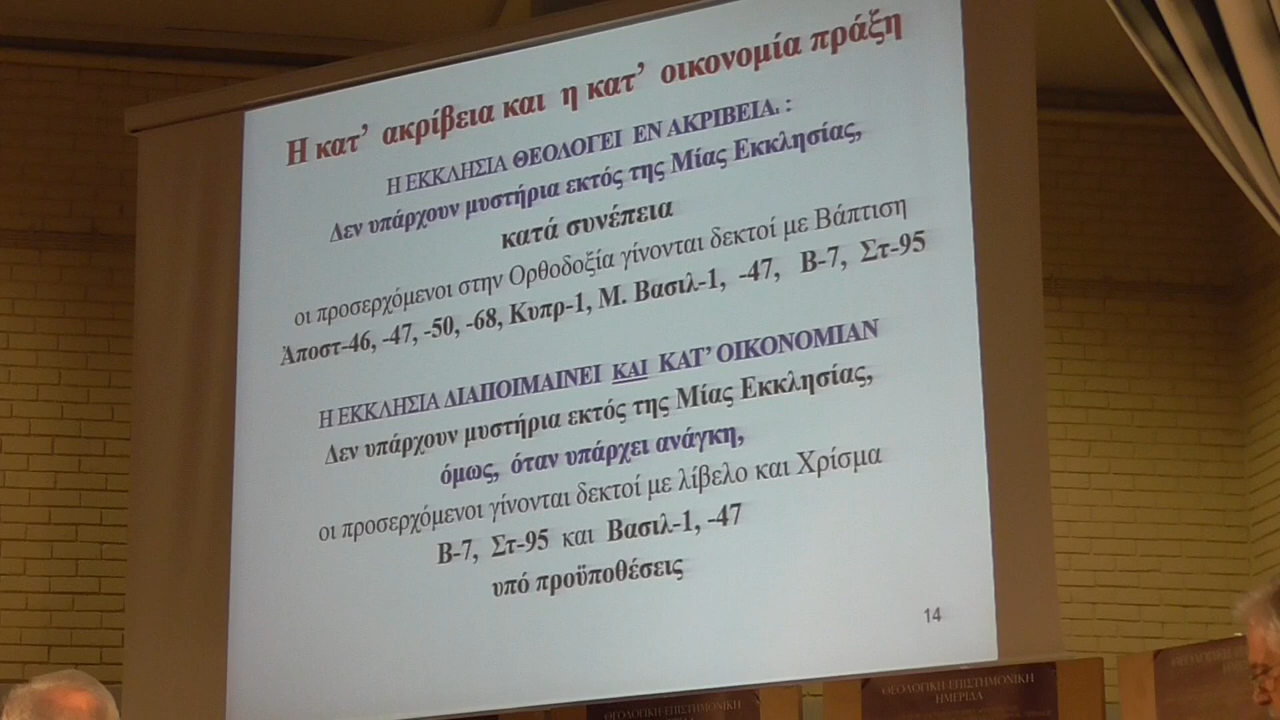 Η κατ’ ακρίβεια και η κατ’ οικονομία πράξη
Η ΕΚΚΛΗΣΙΑ ΘΕΟΛΟΓΕΙ ΕΝ ΑΚΡΙΒΕΙΑ. :
Δεν υπάρχουν μυστήρια εκτός της Μίας Εκκλησίας,
κατά συνέπεια
οι προσερχόμενοι στην Ορθοδοξία γίνονται δεκτοί με Βάπτιση
Ἀποστ-46, -47, -50, -68, Κυπρ-1, Μ. Βασιλ-1, -47, Β-7, Στ-95
Η ΕΚΚΛΗΣΙΑ ΔΙΑΠΟΙΜΑΙΝΕΙ ΚΑΙ ΚΑΤ’ ΟΙΚΟΝΟΜΙΑΝ
Δεν υπάρχουν μυστήρια εκτός της Μίας Εκκλησίας,
όμως, όταν υπάρχει ανάγκη,
οι προσερχόμενοι γίνονται δεκτοί με λίβελο και Χρίσμα
Β-7, Στ-95 και Βασιλ-1, -47
υπό προϋποθέσεις
14
ΘΕΟΛΟΓΙΚΗ-ΕΠΙΣΤΗΜΟΝΙΚΗ
ΘΕΟΛΟΓΙΚΗ-ΕΠΙΣΤΗΜΟΝΙΚΗ
ΗΜΕΡΙΔΑ
ΘΕΟΛΟΓΙΚΗ